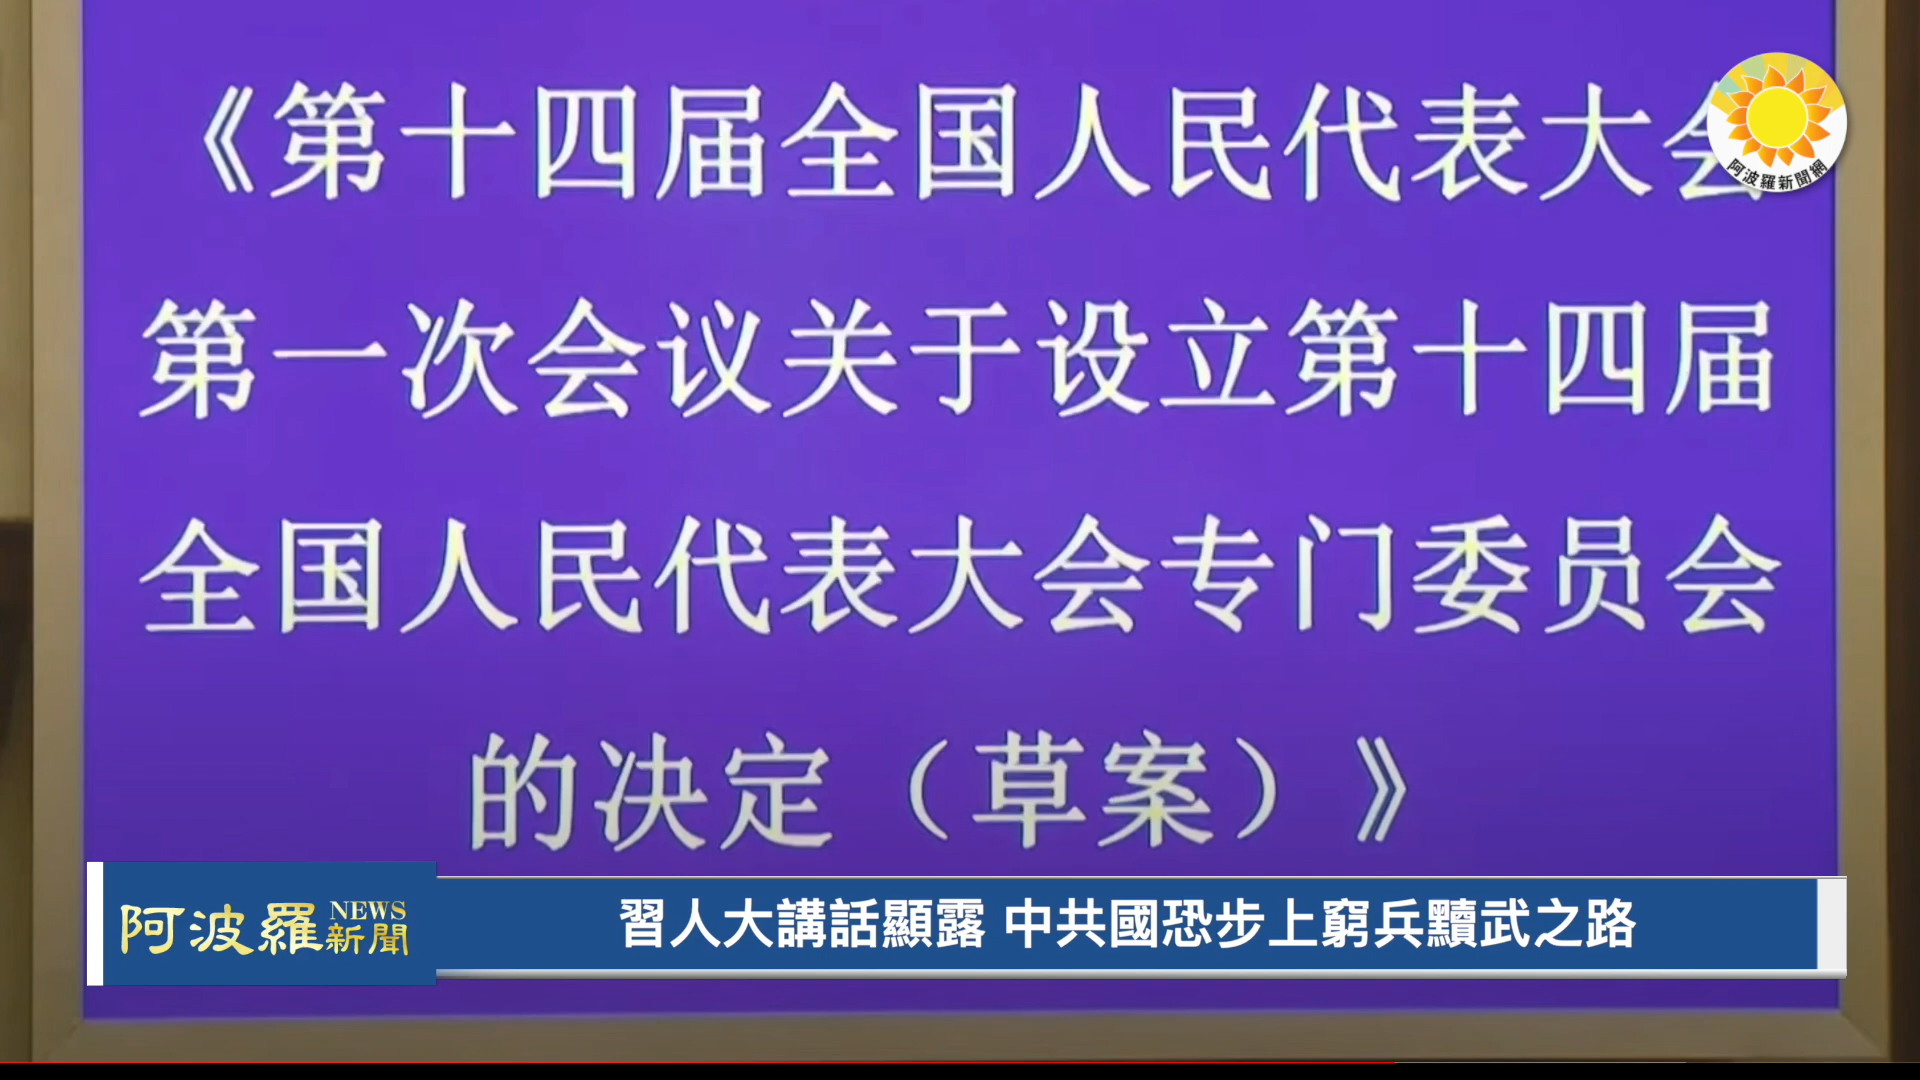 《第十四届全国人民代表大会
阿波羅新聞網
第一次会议关于设立第十四届
全国人民代表大会专门委员会
的决定（草案）》
阿波羅NEWS新聞
習人大講話顯露 中共國恐步上窮兵黷武之路